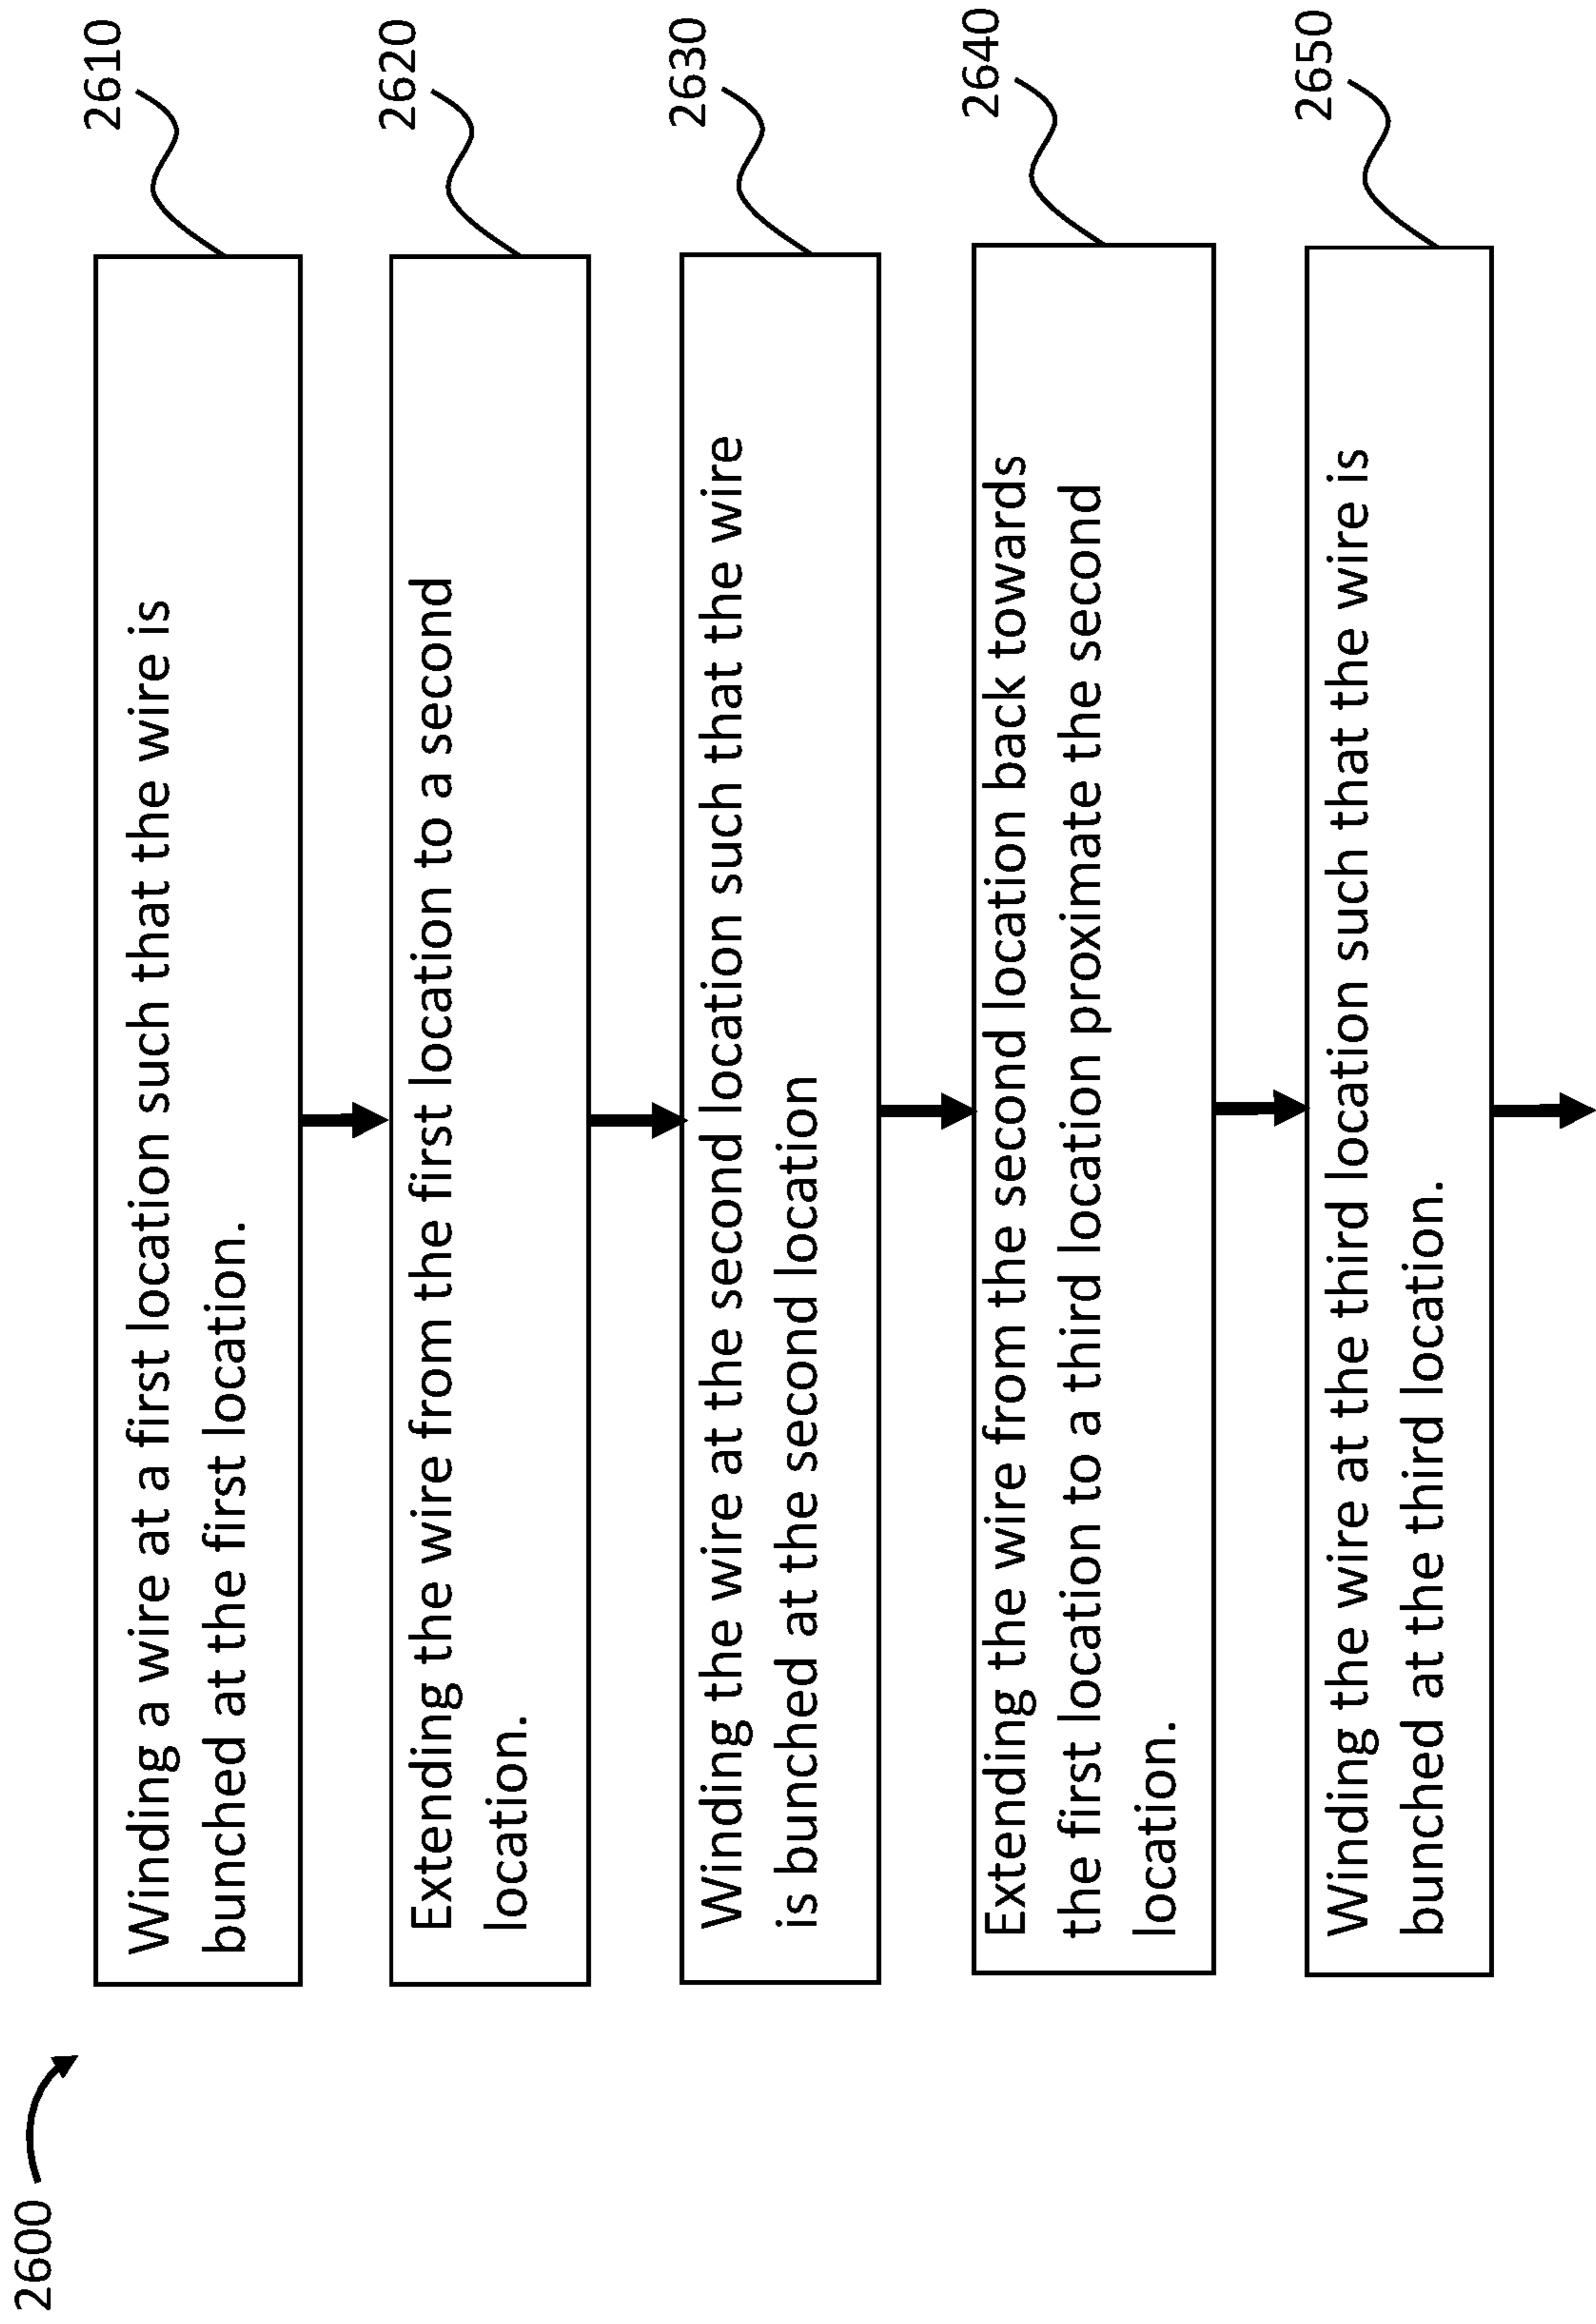 2600
2610
Winding a wire at a first location such that the wire is
bunched at the first location.
2620
Extending the wire from the first location to a second
location.
2630
Winding the wire at the second location such that the wire
is bunched at the second location
2640
Extending the wire from the second location back towards
the first location to a third location proximate the second
location.
2650
Winding the wire at the third location such that the wire is
bunched at the third location.